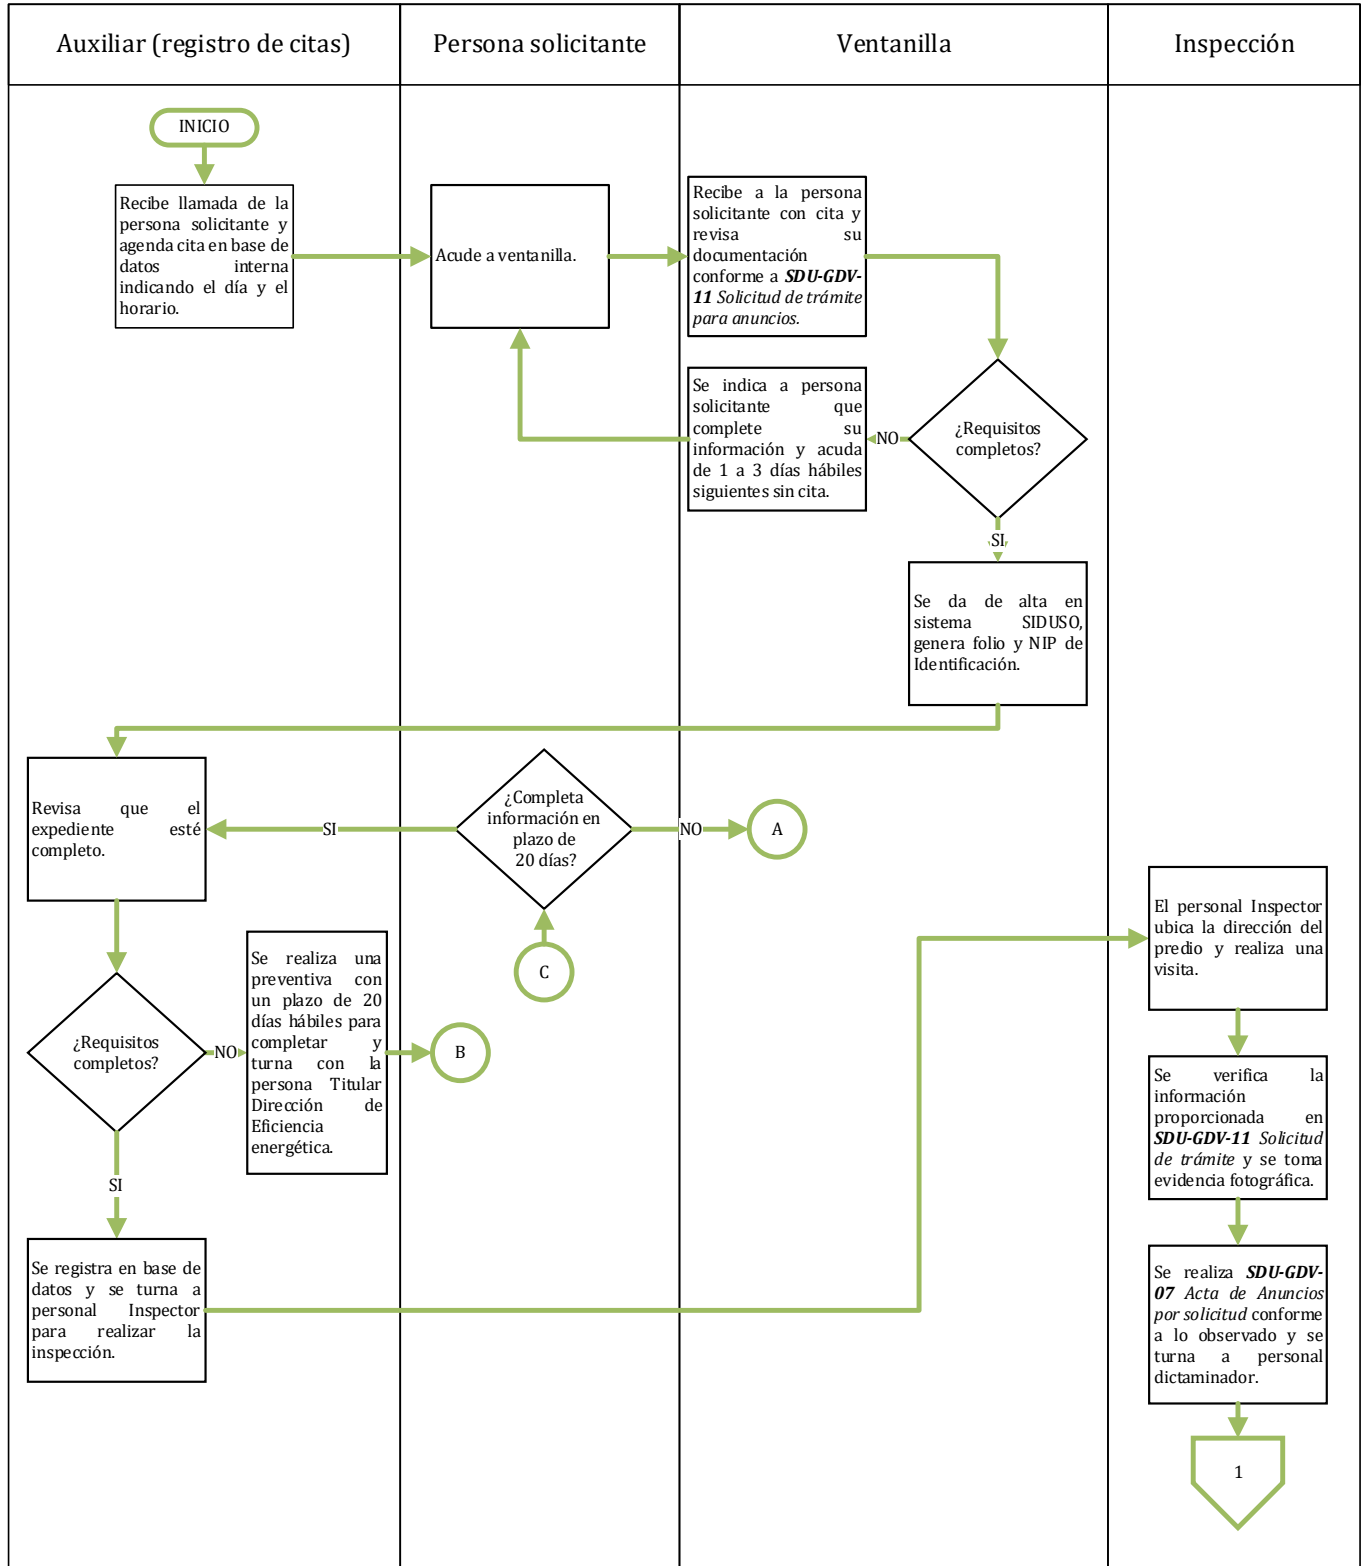 Auxiliar (registro de citas)
Persona solicitante
Ventanilla
Inspección
INICIO
Recibe llamada de la
persona solicitante y
agenda cita en base de
datos interna
indicando el día y el
horario.
Acude a ventanilla.
Recibe a la persona
solicitante con cita y
revisa su
documentación
conforme a SDU-GDV-
11 Solicitud de trámite
para anuncios.
¿Requisitos
completos?
NO
Se indica a persona
solicitante que
complete su
información y acuda
de 1 a 3 días hábiles
siguientes sin cita.
SI
Se da de alta en
sistema SIDUSO,
genera folio y NIP de
Identificación.
Revisa que el
expediente esté
completo.
SI
¿Completa
información en
plazo de
20 días?
NO
A
C
¿Requisitos
completos?
NO
Se realiza una
preventiva con
un plazo de 20
días hábiles para
completar y
turna con la
persona Titular
Dirección de
Eficiencia
energética.
B
SI
Se registra en base de
datos y se turna a
personal Inspector
para realizar la
inspección.
El personal Inspector
ubica la dirección del
predio y realiza una
visita.
Se verifica la
información
proporcionada en
SDU-GDV-11 Solicitud
de trámite y se toma
evidencia fotográfica.
Se realiza SDU-GDV-
07 Acta de Anuncios
por solicitud conforme
a lo observado y se
turna a personal
dictaminador.
1